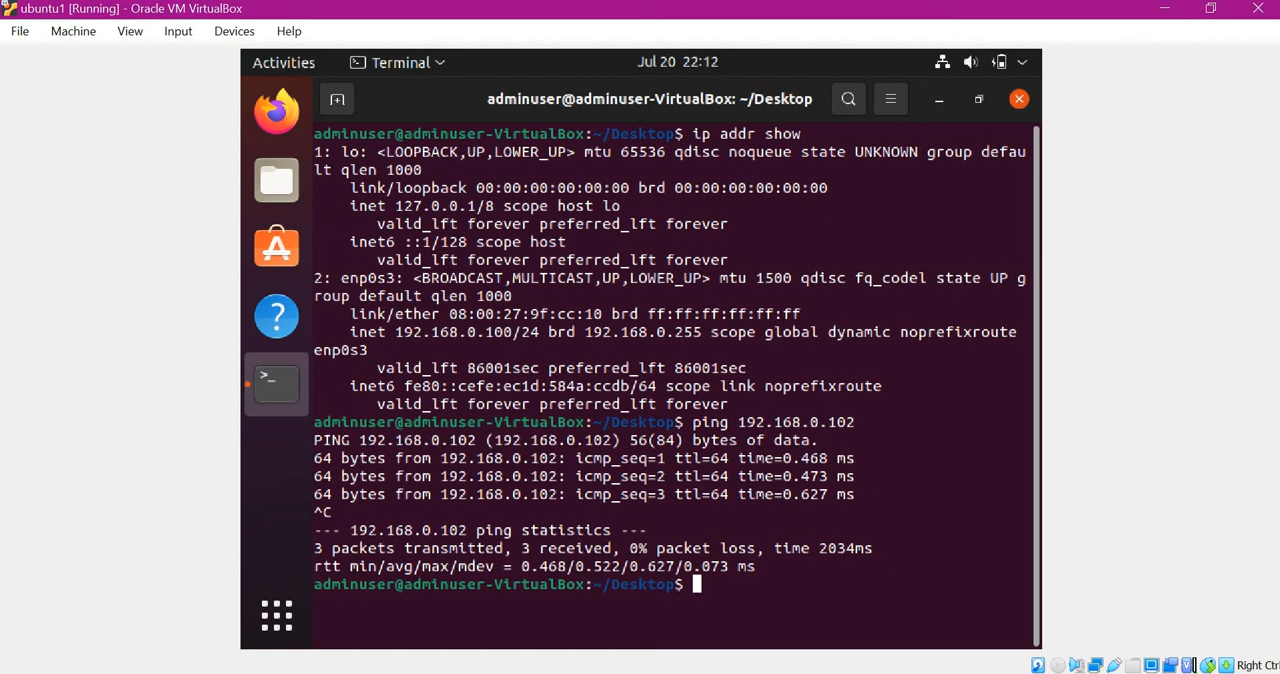 ubuntu1 [Running] - Oracle VM VirtualBox
File Machine View Input Devices Help
Activities Terminal Jul 20 22:12
adminuser@adminuser-VirtualBox: ~/Desktop
adminuser@adminuser-VirtualBox:~/Desktop$ ip addr show
1: lo: <LOOPBACK,UP,LOWER_UP> mtu 65536 qdisc noqueue state UNKNOWN group defau
lt qlen 1000
    link/loopback 00:00:00:00:00:00 brd 00:00:00:00:00:00
    inet 127.0.0.1/8 scope host lo
       valid_lft forever preferred_lft forever
    inet6 ::1/128 scope host
       valid_lft forever preferred_lft forever
2: enp0s3: <BROADCAST,MULTICAST,UP,LOWER_UP> mtu 1500 qdisc fq_codel state UP g
roup default qlen 1000
    link/ether 08:00:27:9f:cc:10 brd ff:ff:ff:ff:ff:ff
    inet 192.168.0.100/24 brd 192.168.0.255 scope global dynamic noprefixroute
enp0s3
       valid_lft 86001sec preferred_lft 86001sec
    inet6 fe80::cefe:ec1d:584a:ccdb/64 scope link noprefixroute
       valid_lft forever preferred_lft forever
adminuser@adminuser-VirtualBox:~/Desktop$ ping 192.168.0.102
PING 192.168.0.102 (192.168.0.102) 56(84) bytes of data.
64 bytes from 192.168.0.102: icmp_seq=1 ttl=64 time=0.468 ms
64 bytes from 192.168.0.102: icmp_seq=2 ttl=64 time=0.473 ms
64 bytes from 192.168.0.102: icmp_seq=3 ttl=64 time=0.627 ms
^C
--- 192.168.0.102 ping statistics ---
3 packets transmitted, 3 received, 0% packet loss, time 2034ms
rtt min/avg/max/mdev = 0.468/0.522/0.627/0.073 ms
adminuser@adminuser-VirtualBox:~/Desktop$
Right Ctrl